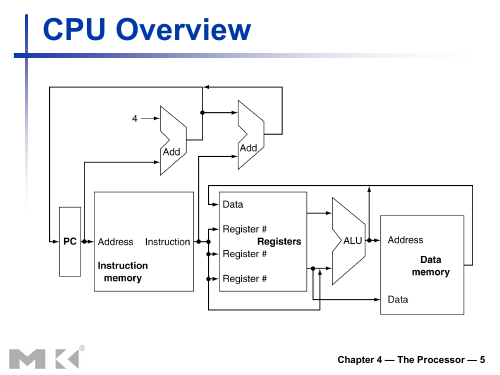 CPU Overview
4
Add
Add
Data
Register #
PC
Address
Instruction
Registers
ALU
Address
Instruction
memory
Register #
Data
memory
Register #
Data
MK®
Chapter 4 — The Processor — 5